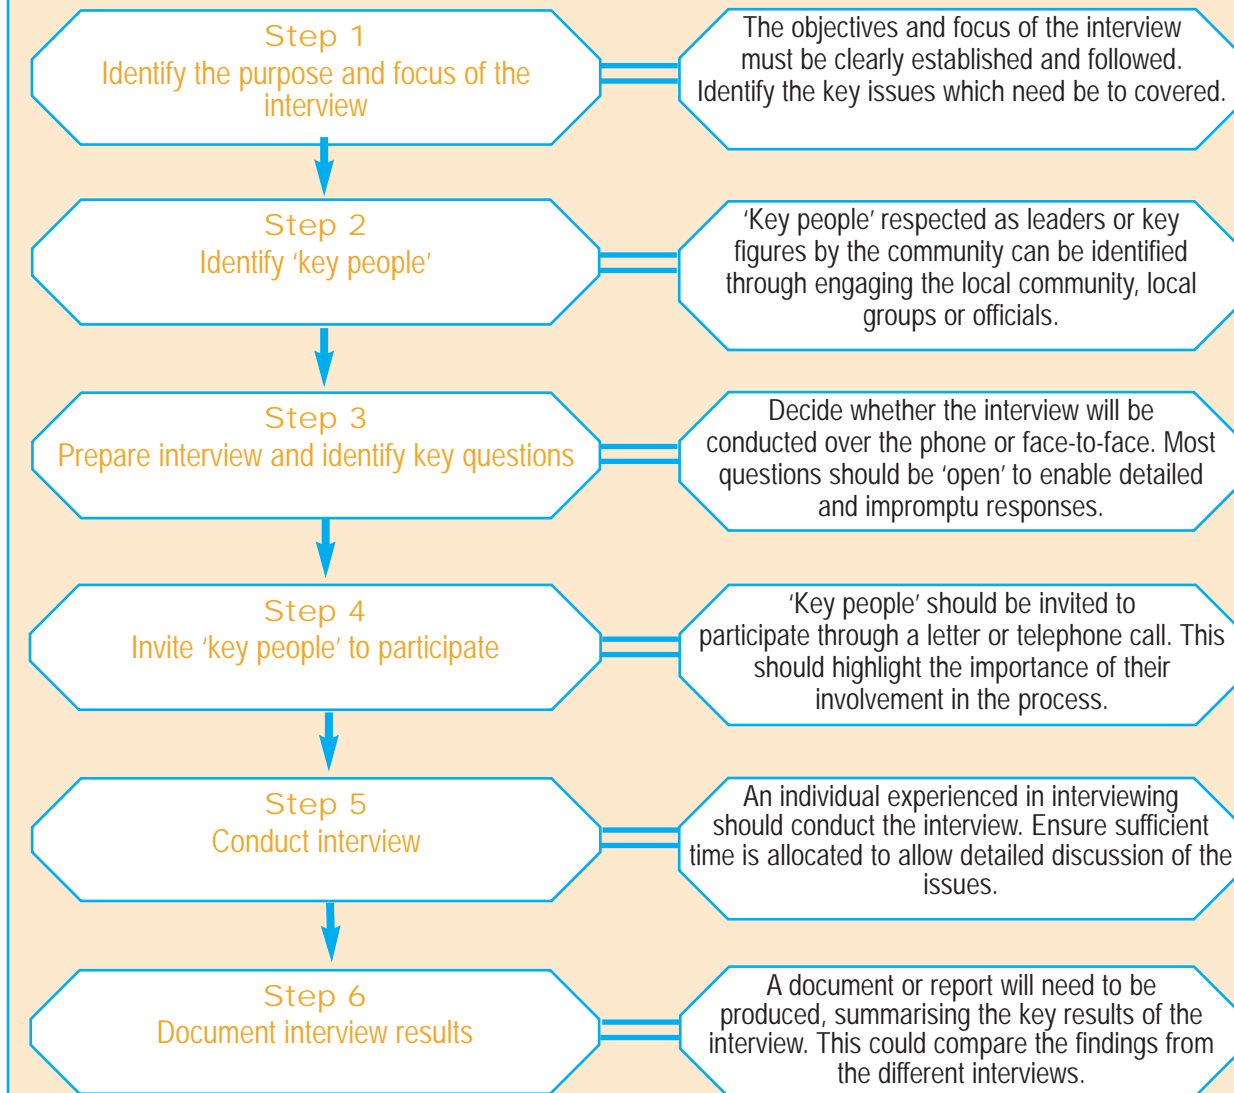 Step 1
Identify the purpose and focus of the
interview
The objectives and focus of the interview
must be clearly established and followed.
Identify the key issues which need be to covered.
Step 2
Identify ‘key people’
‘Key people’ respected as leaders or key
figures by the community can be identified
through engaging the local community, local
groups or officials.
Step 3
Prepare interview and identify key questions
Decide whether the interview will be
conducted over the phone or face-to-face. Most
questions should be ‘open’ to enable detailed
and impromptu responses.
Step 4
Invite ‘key people’ to participate
‘Key people’ should be invited to
participate through a letter or telephone call. This
should highlight the importance of their
involvement in the process.
Step 5
Conduct interview
An individual experienced in interviewing
should conduct the interview. Ensure sufficient
time is allocated to allow detailed discussion of the
issues.
Step 6
Document interview results
A document or report will need to be
produced, summarising the key results of the
interview. This could compare the findings from
the different interviews.